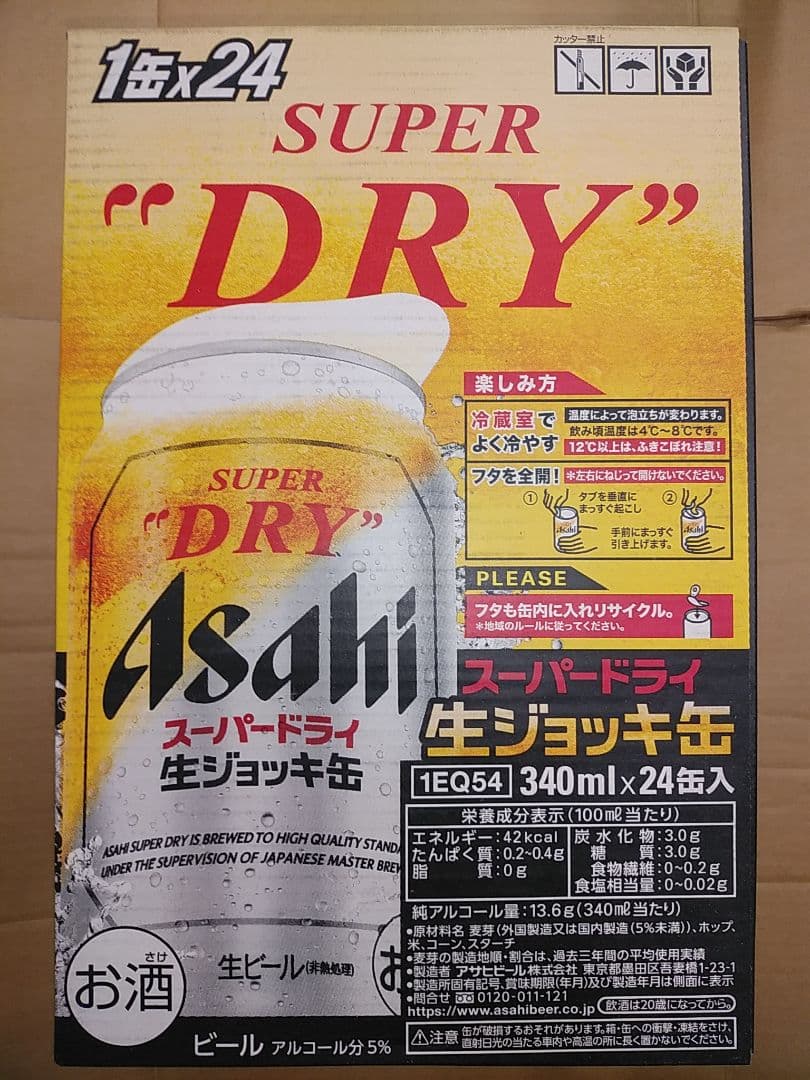 1缶x24
カッター禁止
SUPER
"DRY"
楽しみ方
冷蔵室で
よく冷やす
温度によって泡立ちが変わります。
飲み頃温度は4℃~8℃です。
12℃以上は、ふきこぼれ注意!
フタを全開!
*左右にねじって開けないでください。
① タブを垂直に
まっすぐ起こし
②
手前にまっすぐ
引き上げます。
PLEASE
フタも缶内に入れリサイクル。
*地域のルールに従ってください。
SUPER
"DRY"
Asahi
スーパードライ
生ジョッキ缶
ASAHI SUPER DRY IS BREWED TO HIGH QUALITY STANDA
UNDER THE SUPERVISION OF JAPANESE MASTER BREW
お酒
さけ
生ビール(非熱処理)
お
ビール アルコール分5%
スーパードライ
生ジョッキ缶
1EQ54 340ml×24缶入
栄養成分表示(100ml当たり)
エネルギー:42kcal
たんぱく質:0.2~0.4g
脂質:0g
炭水化物:3.0g
糖質:3.0g
食物繊維:0~0.2g
食塩相当量:0~0.02g
純アルコール量:13.6g(340ml当たり)
•原材料名 麦芽(外国製造又は国内製造(5%未満))、ホップ、
米、コーン、スターチ
•麦芽の製造地順・割合は、過去三年間の平均使用実績
•製造者 アサヒビール株式会社 東京都墨田区吾妻橋1-23-1
•製造所固有記号、賞味期限(年月)及び製造年月は側面に表示
•問合せ 0120-011-121
https://www.asahibeer.co.jp
飲酒は20歳になってから。
注意 缶が破損するおそれがあります。箱・缶への衝撃・凍結をさけ、
直射日光の当たる車内や高温の所に長く置かないでください。